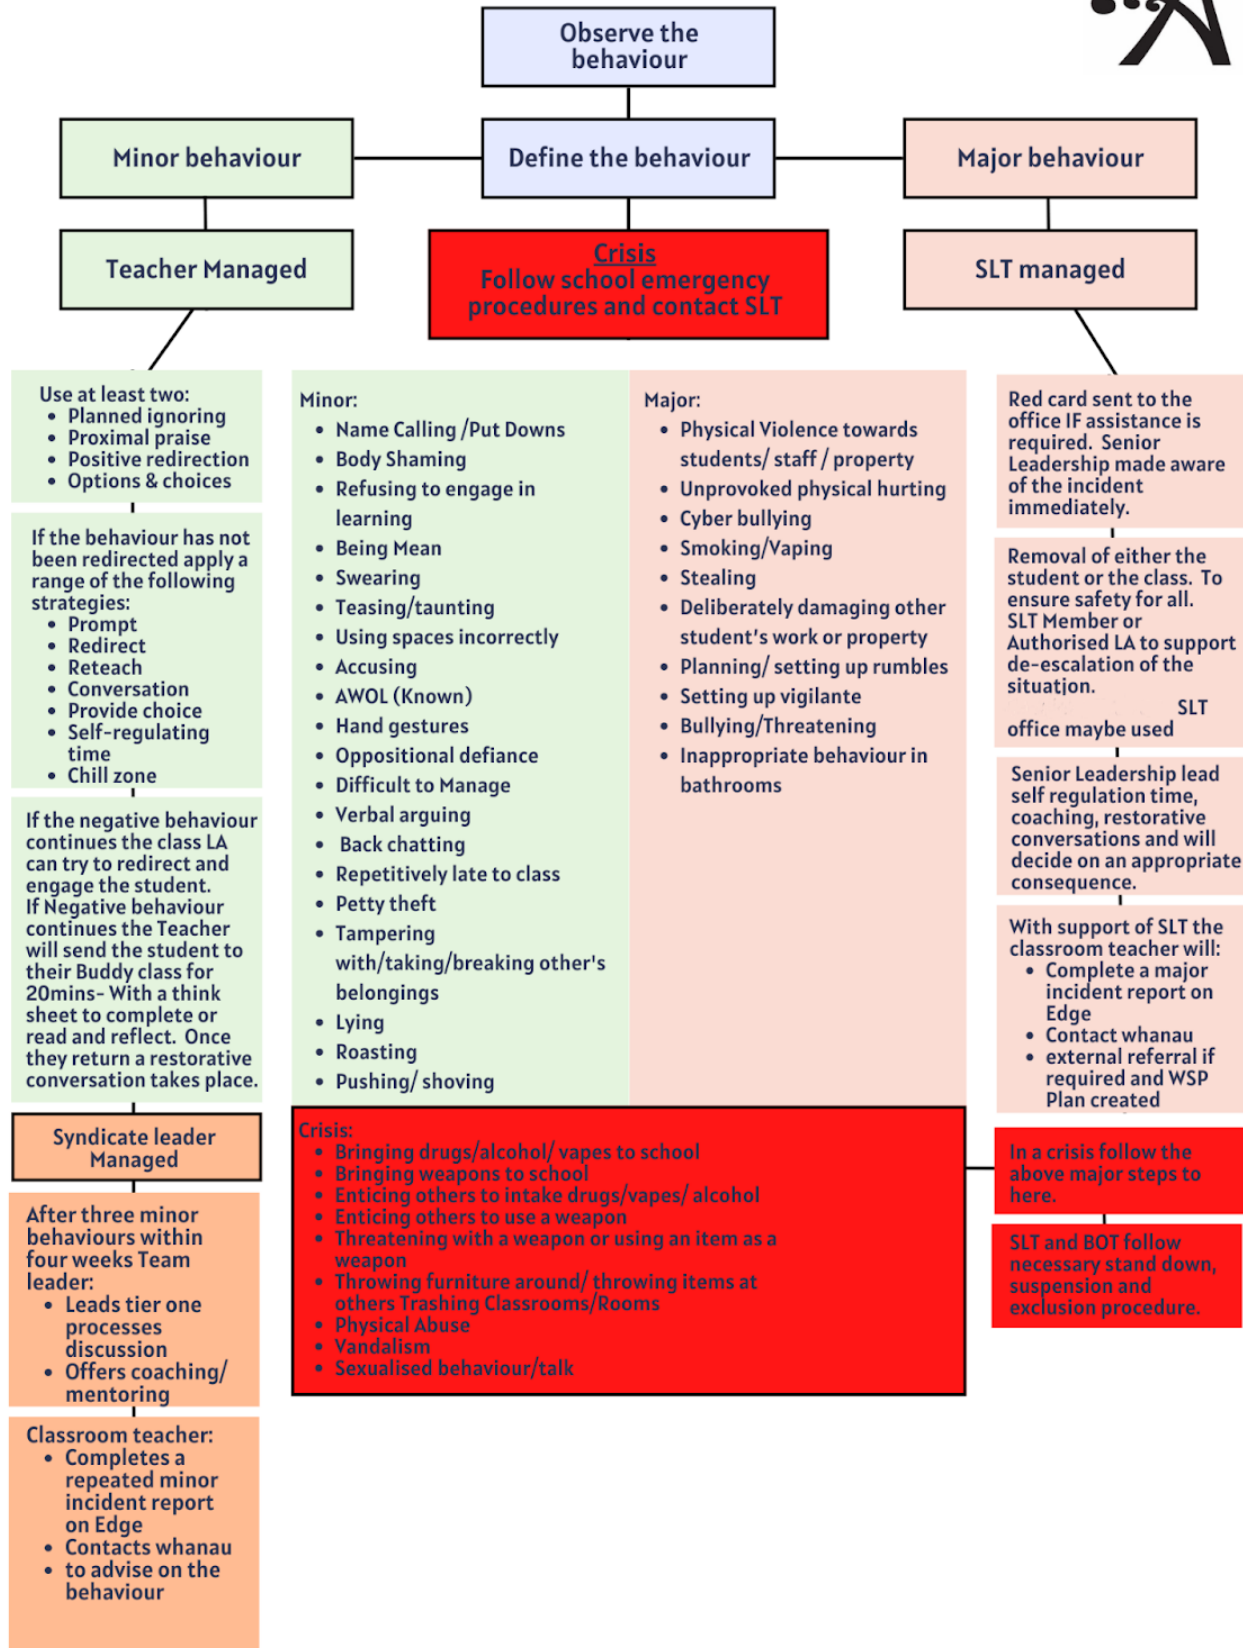 Observe the
behaviour
Minor behaviour
Define the behaviour
Major behaviour
Teacher Managed
Crisis
Follow school emergency
procedures and contact SLT
SLT managed
Use at least two:
• Planned ignoring
• Proximal praise
• Positive redirection
• Options & choices
If the behaviour has not
been redirected apply a
range of the following
strategies:
• Prompt
• Redirect
• Reteach
• Conversation
• Provide choice
• Self-regulating
time
• Chill zone
If the negative behaviour
continues the class LA
can try to redirect and
engage the student.
If Negative behaviour
continues the Teacher
will send the student to
their Buddy class for
20mins- With a think
sheet to complete or
read and reflect. Once
they return a restorative
conversation takes place.
Syndicate leader
Managed
After three minor
behaviours within
four weeks Team
leader:
• Leads tier one
processes
discussion
• Offers coaching/
mentoring
Classroom teacher:
• Completes a
repeated minor
incident report
on Edge
• Contacts whanau
• to advise on the
behaviour
Minor:
• Name Calling /Put Downs
• Body Shaming
• Refusing to engage in
learning
• Being Mean
• Swearing
• Teasing/taunting
• Using spaces incorrectly
• Accusing
• AWOL (Known)
• Hand gestures
• Oppositional defiance
• Difficult to Manage
• Verbal arguing
• Back chatting
• Repetitively late to class
• Petty theft
• Tampering
with/taking/breaking other's
belongings
• Lying
• Roasting
• Pushing/ shoving
Major:
• Physical Violence towards
students/ staff / property
• Unprovoked physical hurting
• Cyber bullying
• Smoking/Vaping
• Stealing
• Deliberately damaging other
student's work or property
• Planning/ setting up rumbles
• Setting up vigilante
• Bullying/Threatening
• Inappropriate behaviour in
bathrooms
Crisis:
• Bringing drugs/alcohol/ vapes to school
• Bringing weapons to school
• Enticing others to intake drugs/vapes/ alcohol
• Enticing others to use a weapon
• Threatening with a weapon or using an item as a
weapon
• Throwing furniture around/ throwing items at
others Trashing Classrooms/Rooms
• Physical Abuse
• Vandalism
• Sexualised behaviour/talk
Red card sent to the
office IF assistance is
required. Senior
Leadership made aware
of the incident
immediately.
Removal of either the
student or the class. To
ensure safety for all.
SLT Member or
Authorised LA to support
de-escalation of the
situation.
SLT
office maybe used
Senior Leadership lead
self regulation time,
coaching, restorative
conversations and will
decide on an appropriate
consequence.
With support of SLT the
classroom teacher will:
• Complete a major
incident report on
Edge
• Contact whanau
• external referral if
required and WSP
Plan created
In a crisis follow the
above major steps to
here.
SLT and BOT follow
necessary stand down,
suspension and
exclusion procedure.